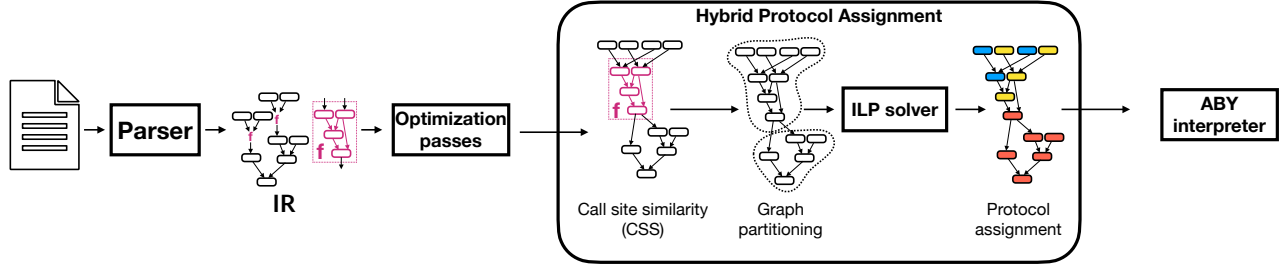 Hybrid Protocol Assignment
Parser
f
f
f
IR
Optimization
passes
f
Call site similarity
(CSS)
Graph
partitioning
ILP solver
Protocol
assignment
ABY
interpreter